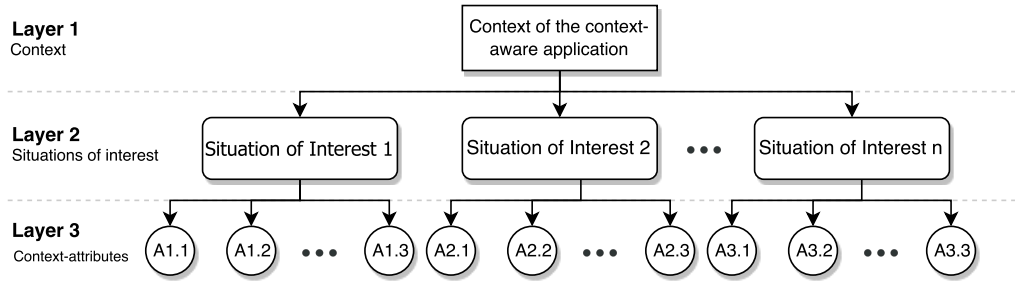 Layer 1
Context
Context of the context-
aware application
Layer 2
Situations of interest
Situation of Interest 1
Situation of Interest 2
Situation of Interest n
Layer 3
Context-attributes
A1.1
A1.2
A1.3
A2.1
A2.2
A2.3
A3.1
A3.2
A3.3